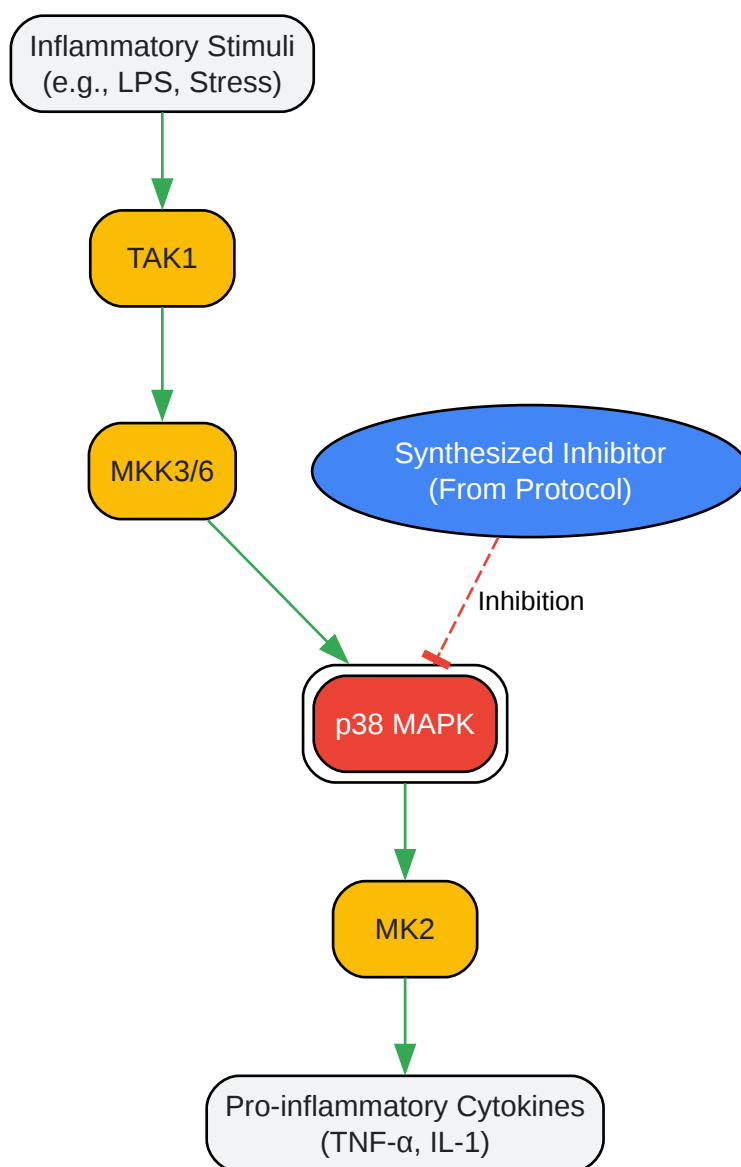 Inflammatory Stimuli
(e.g., LPS, Stress)
TAK1
MKK3/6
Synthesized Inhibitor
(From Protocol)
Inhibition
p38 MAPK
MK2
Pro-inflammatory Cytokines
(TNF-α, IL-1)